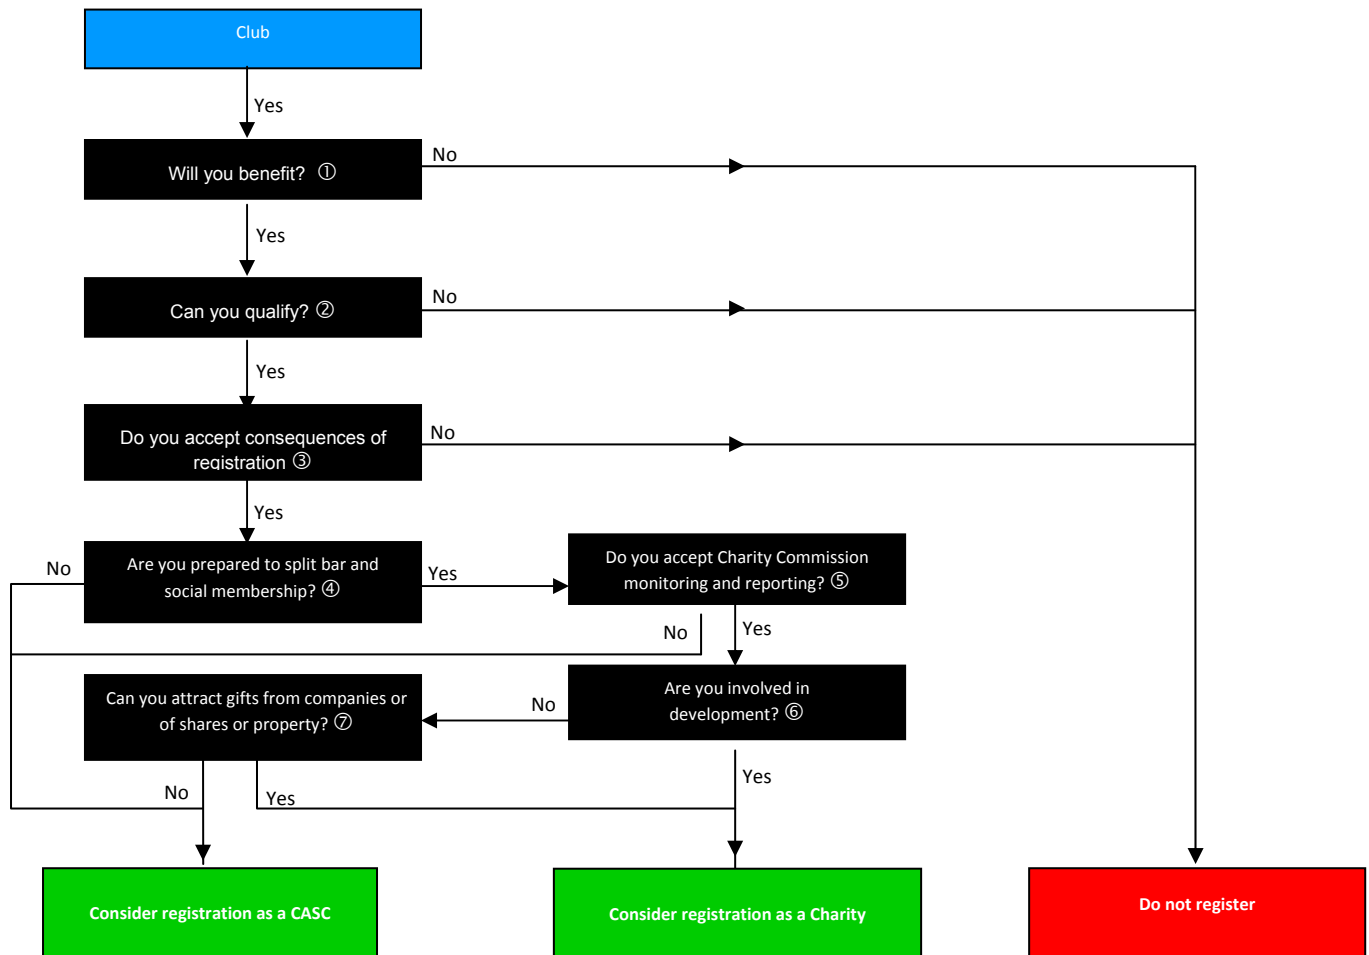 Club
Yes
Will you benefit? ①
No
Yes
Can you qualify? ②
No
Yes
Do you accept consequences of
registration ③
No
Yes
Are you prepared to split bar and
social membership? ④
No
Yes
Do you accept Charity Commission
monitoring and reporting? ⑤
No
Yes
Are you involved in
development? ⑥
No
Can you attract gifts from companies or
of shares or property? ⑦
Yes
No
Yes
Consider registration as a CASC
Consider registration as a Charity
Do not register